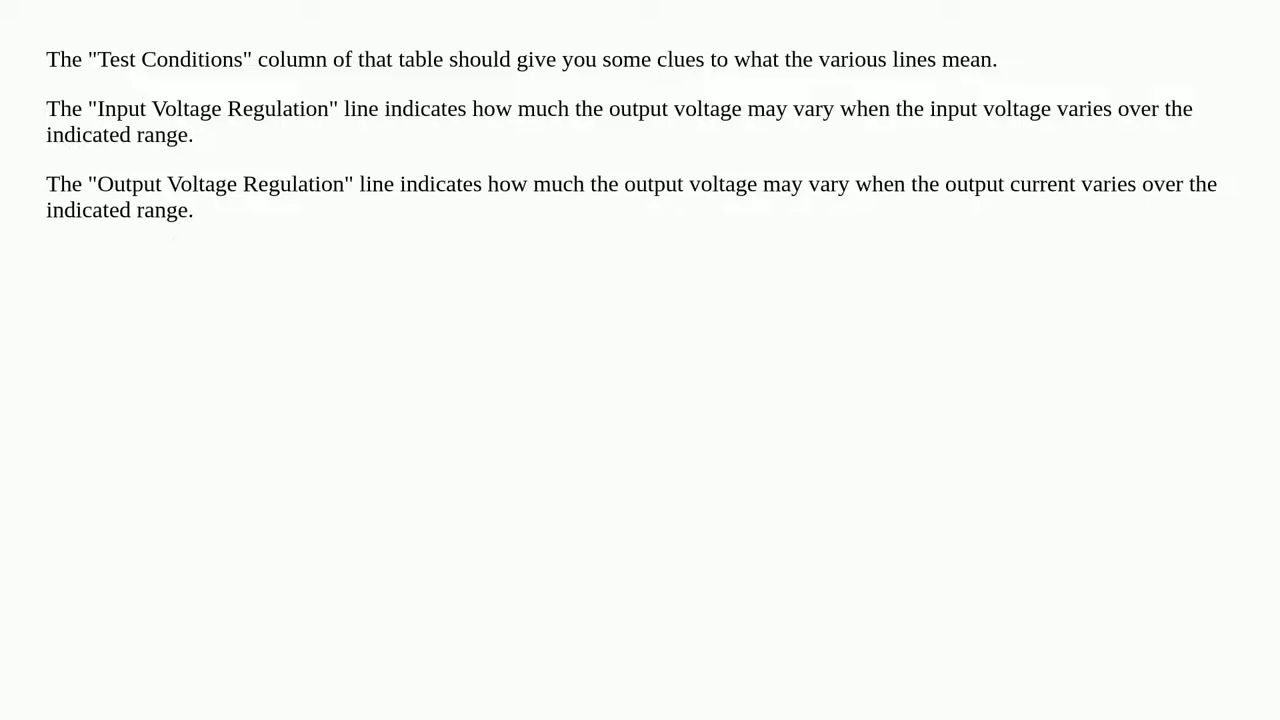 The "Test Conditions" column of that table should give you some clues to what the various lines mean.
The "Input Voltage Regulation" line indicates how much the output voltage may vary when the input voltage varies over the
indicated range.
The "Output Voltage Regulation" line indicates how much the output voltage may vary when the output current varies over the
indicated range.